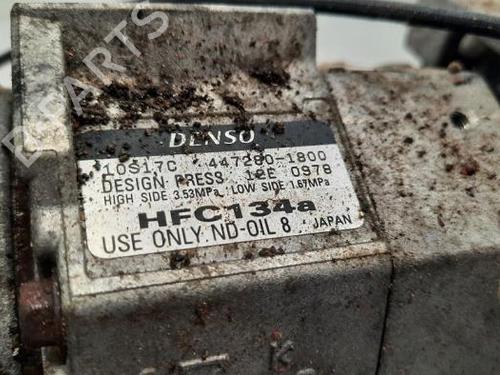 DENSO
10S17C 447280-1800
DESIGN PRESS 12E 0978
HIGH SIDE 3.53MPa LOW SIDE 1.67MPa
HFC134a
USE ONLY ND-OIL 8 JAPAN
B-PARTS